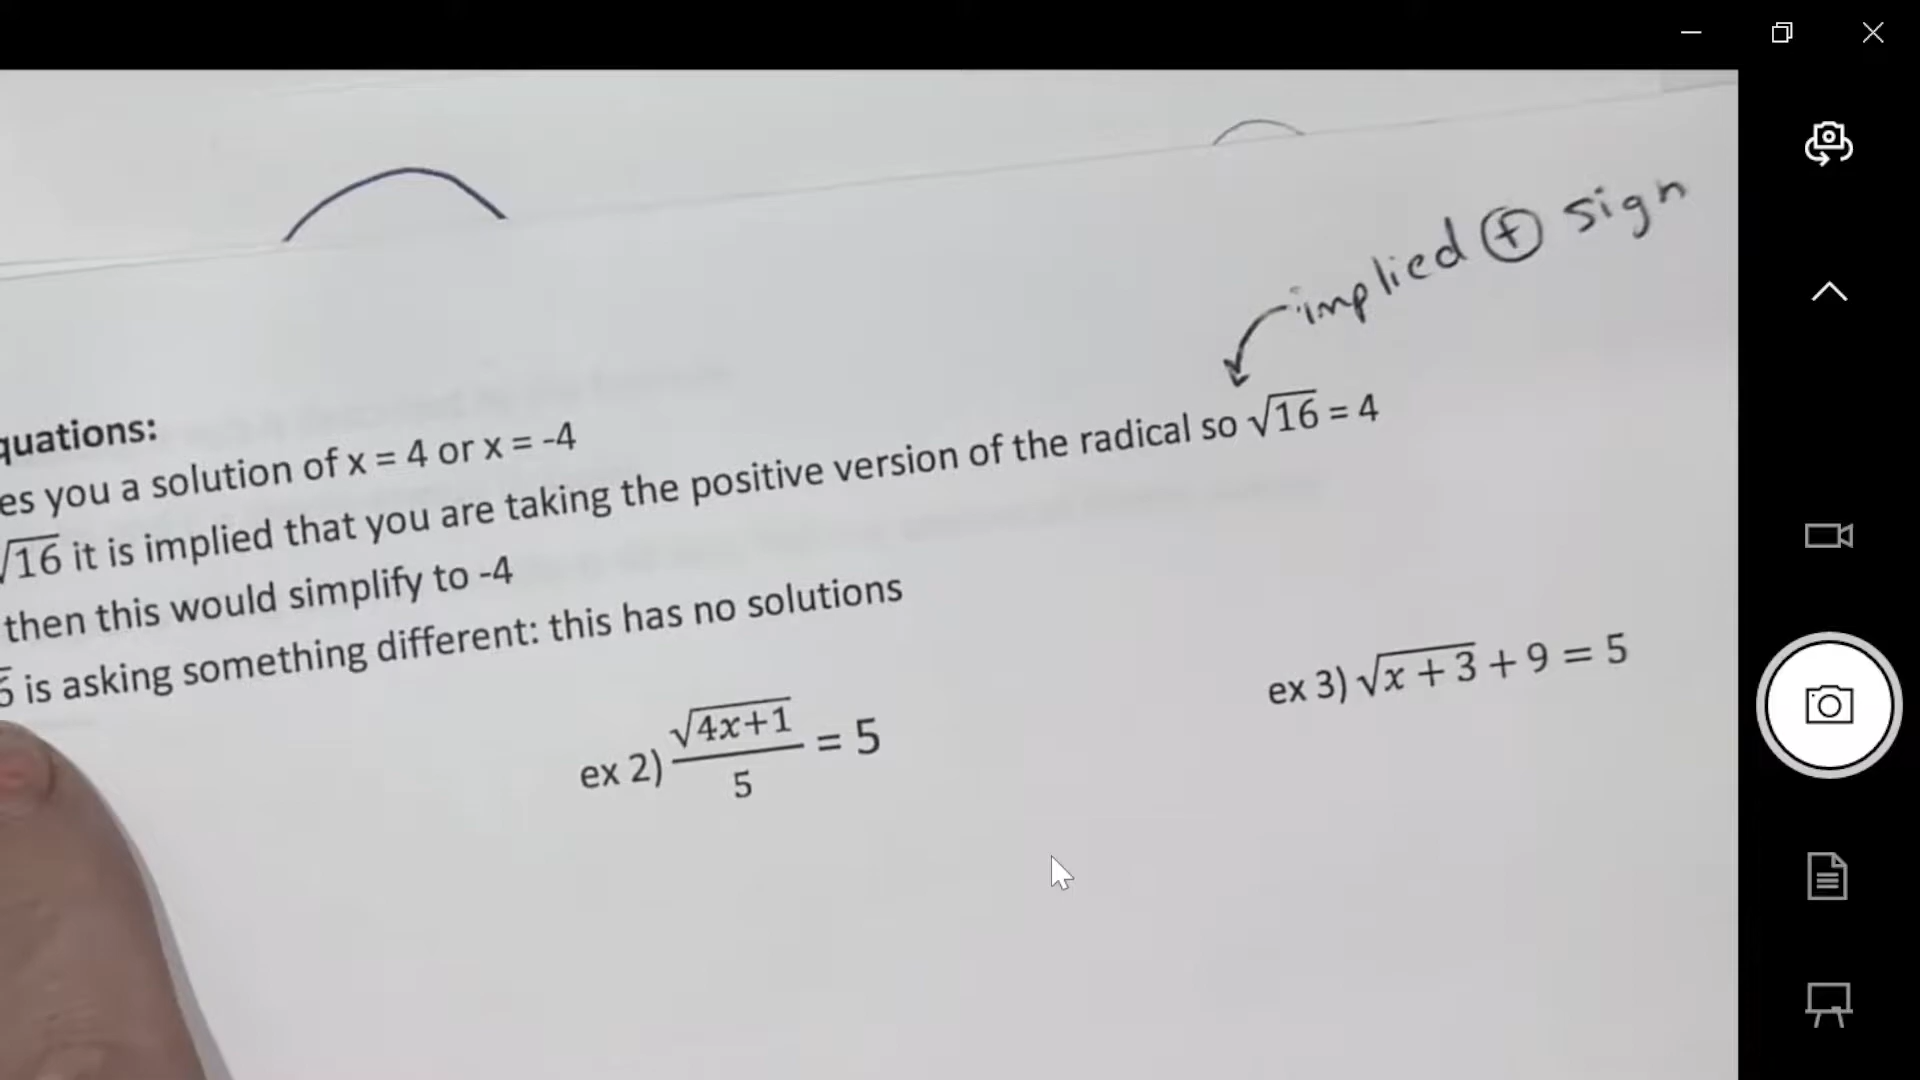 implied ⊕ sign
quations:
es you a solution of x = 4 or x = -4
√16 it is implied that you are taking the positive version of the radical so √16 = 4
then this would simplify to -4
is asking something different: this has no solutions
ex 2) √(4x+1)/5 = 5
ex 3) √(x + 3) + 9 = 5